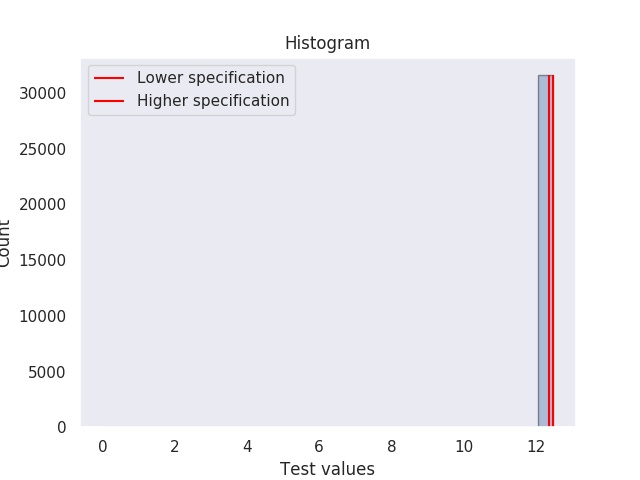 Histogram
Lower specification
Higher specification
30000
25000
20000
15000
10000
5000
0
Count
0 2 4 6 8 10 12
Test values